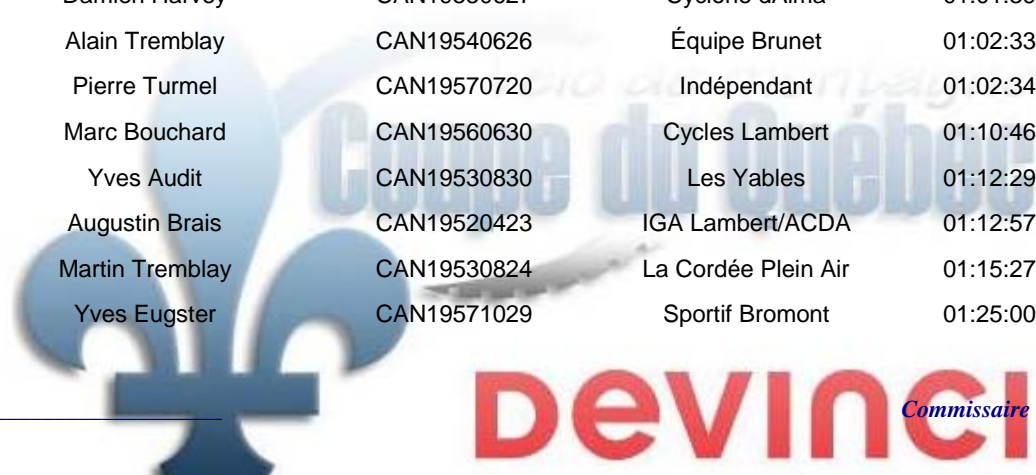 Alain Tremblay CAN19540626 Équipe Brunet 01:02:33
Pierre Turmel CAN19570720 Indépendant 01:02:34
Marc Bouchard CAN19560630 Cycles Lambert 01:10:46
Yves Audit CAN19530830 Les Yables 01:12:29
Augustin Brais CAN19520423 IGA Lambert/ACDA 01:12:57
Martin Tremblay CAN19530824 La Cordée Plein Air 01:15:27
Yves Eugster CAN19571029 Sportif Bromont 01:25:00
Coupe du Québec
DEVINCI
Commissaire